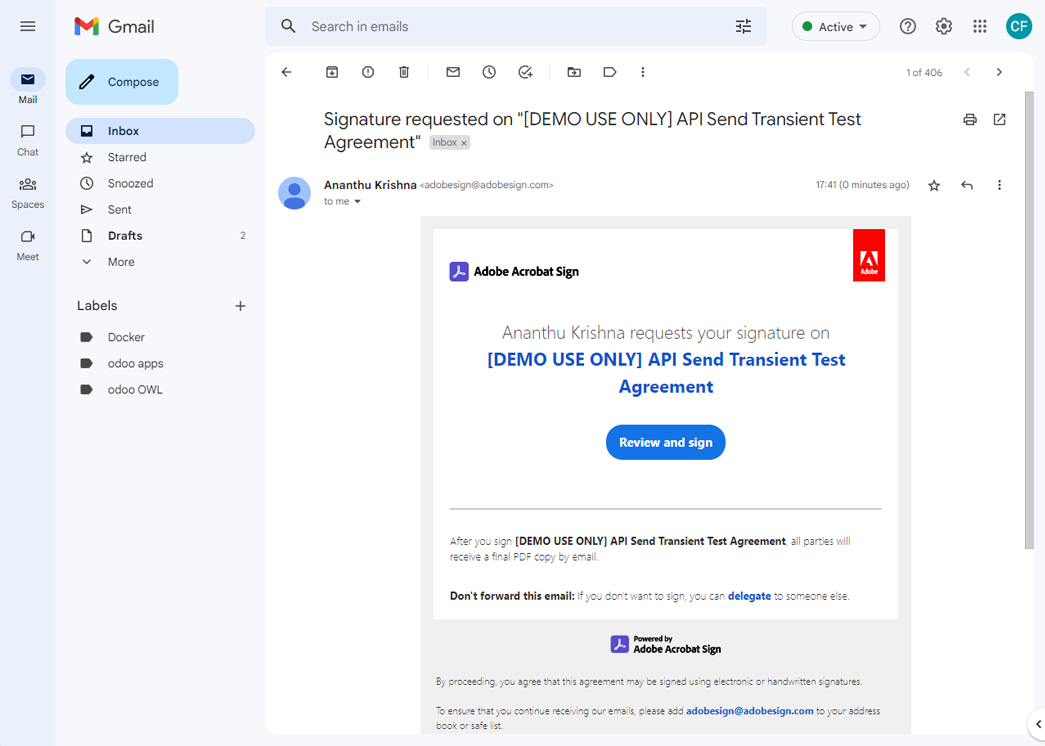 Gmail
Search in emails
Active
CF
Mail
Chat
Spaces
Meet
Compose
Inbox
Starred
Snoozed
Sent
Drafts 2
More
Labels
Docker
odoo apps
odoo OWL
1 of 406
Signature requested on "[DEMO USE ONLY] API Send Transient Test
Agreement" Inbox x
Ananthu Krishna <adobesign@adobesign.com>
17:41 (0 minutes ago)
to me
Adobe Acrobat Sign
Adobe
Ananthu Krishna requests your signature on
[DEMO USE ONLY] API Send Transient Test
Agreement
Review and sign
After you sign [DEMO USE ONLY] API Send Transient Test Agreement, all parties will
receive a final PDF copy by email.
Don't forward this email: If you don't want to sign, you can delegate to someone else.
Powered by
Adobe Acrobat Sign
By proceeding, you agree that this agreement may be signed using electronic or handwritten signatures.
To ensure that you continue receiving our emails, please add adobesign@adobesign.com to your address
book or safe list.